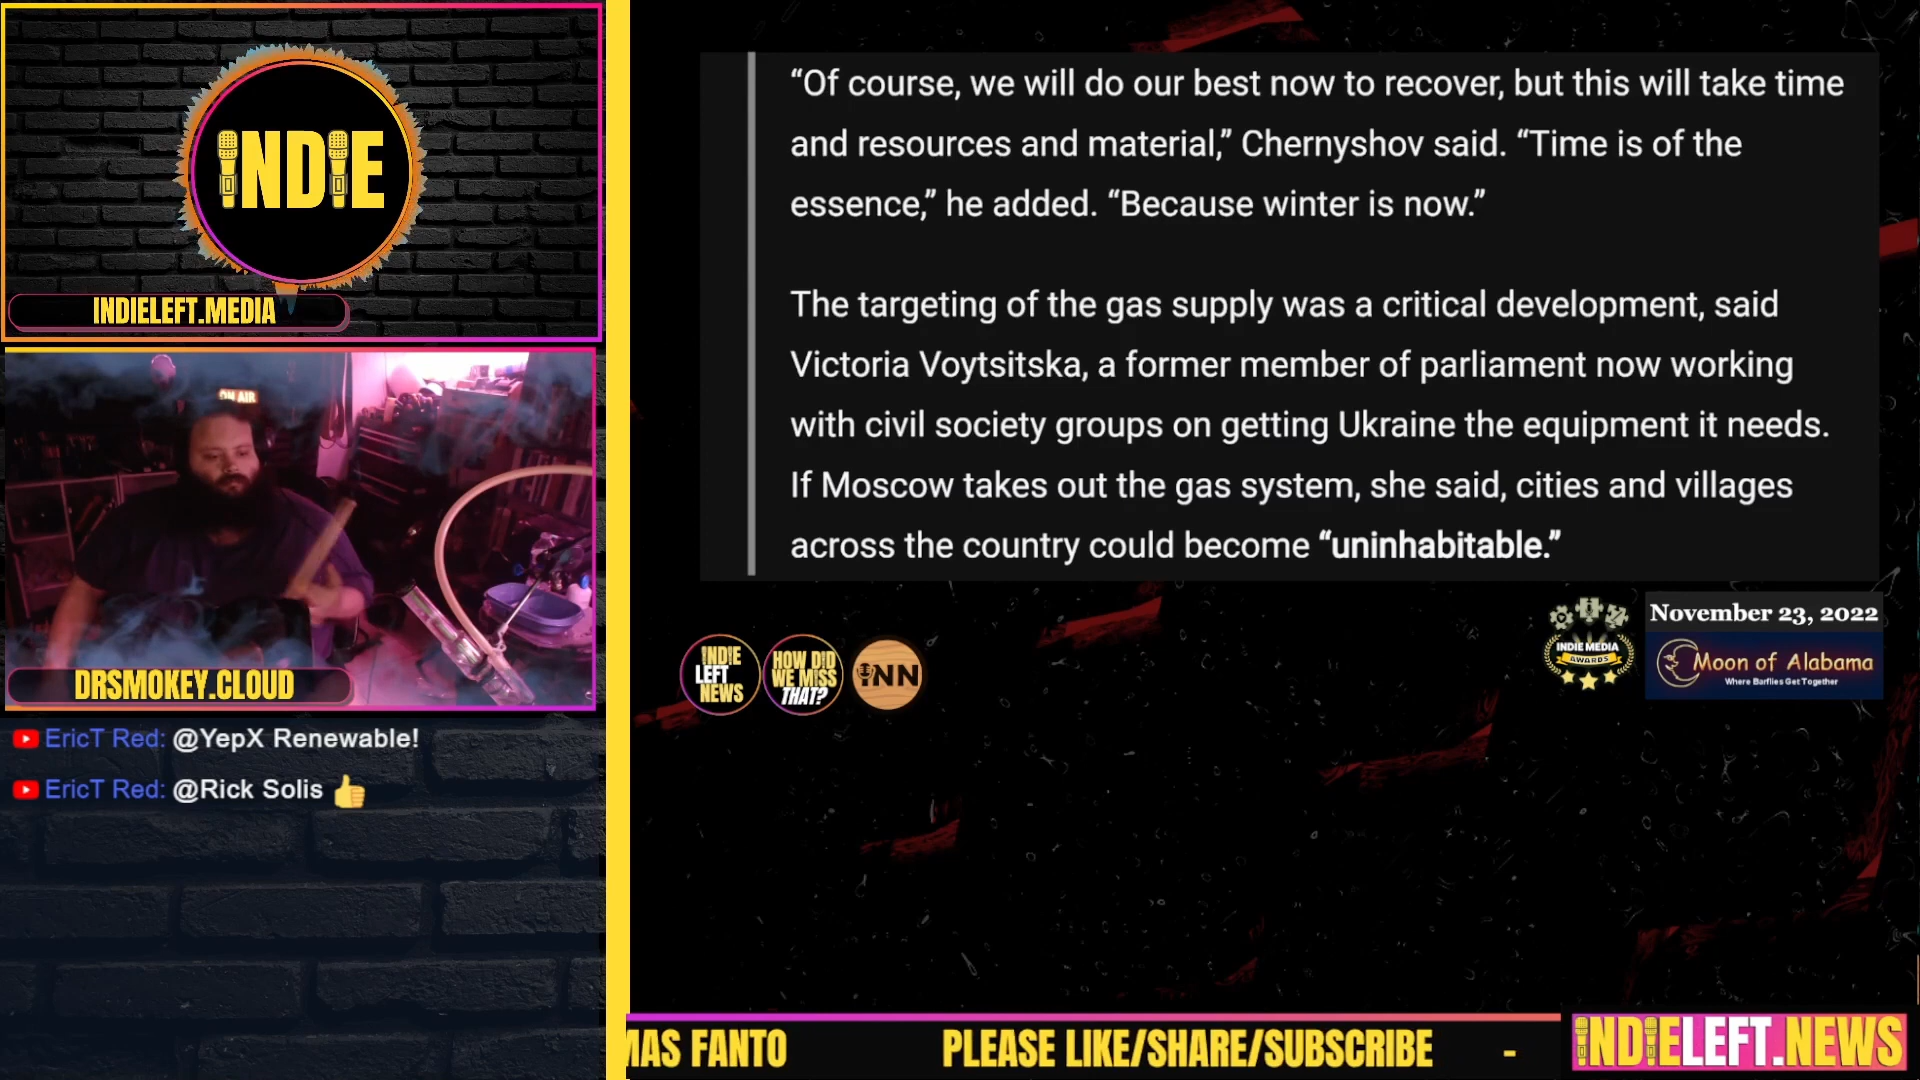 INDIE
INDIELEFT.MEDIA
ON AIR
DRSMOKEY.CLOUD
EricT Red: @YepX Renewable!
EricT Red: @Rick Solis 👍
“Of course, we will do our best now to recover, but this will take time
and resources and material,” Chernyshov said. “Time is of the
essence,” he added. “Because winter is now.”
The targeting of the gas supply was a critical development, said
Victoria Voytsitska, a former member of parliament now working
with civil society groups on getting Ukraine the equipment it needs.
If Moscow takes out the gas system, she said, cities and villages
across the country could become “uninhabitable.”
INDIE
LEFT
NEWS
HOW DID
WE MISS
THAT?
INN
INDIE MEDIA
AWARDS
November 23, 2022
Moon of Alabama
Where Barflies Get Together
MAS FANTO PLEASE LIKE/SHARE/SUBSCRIBE -
INDIELEFT.NEWS